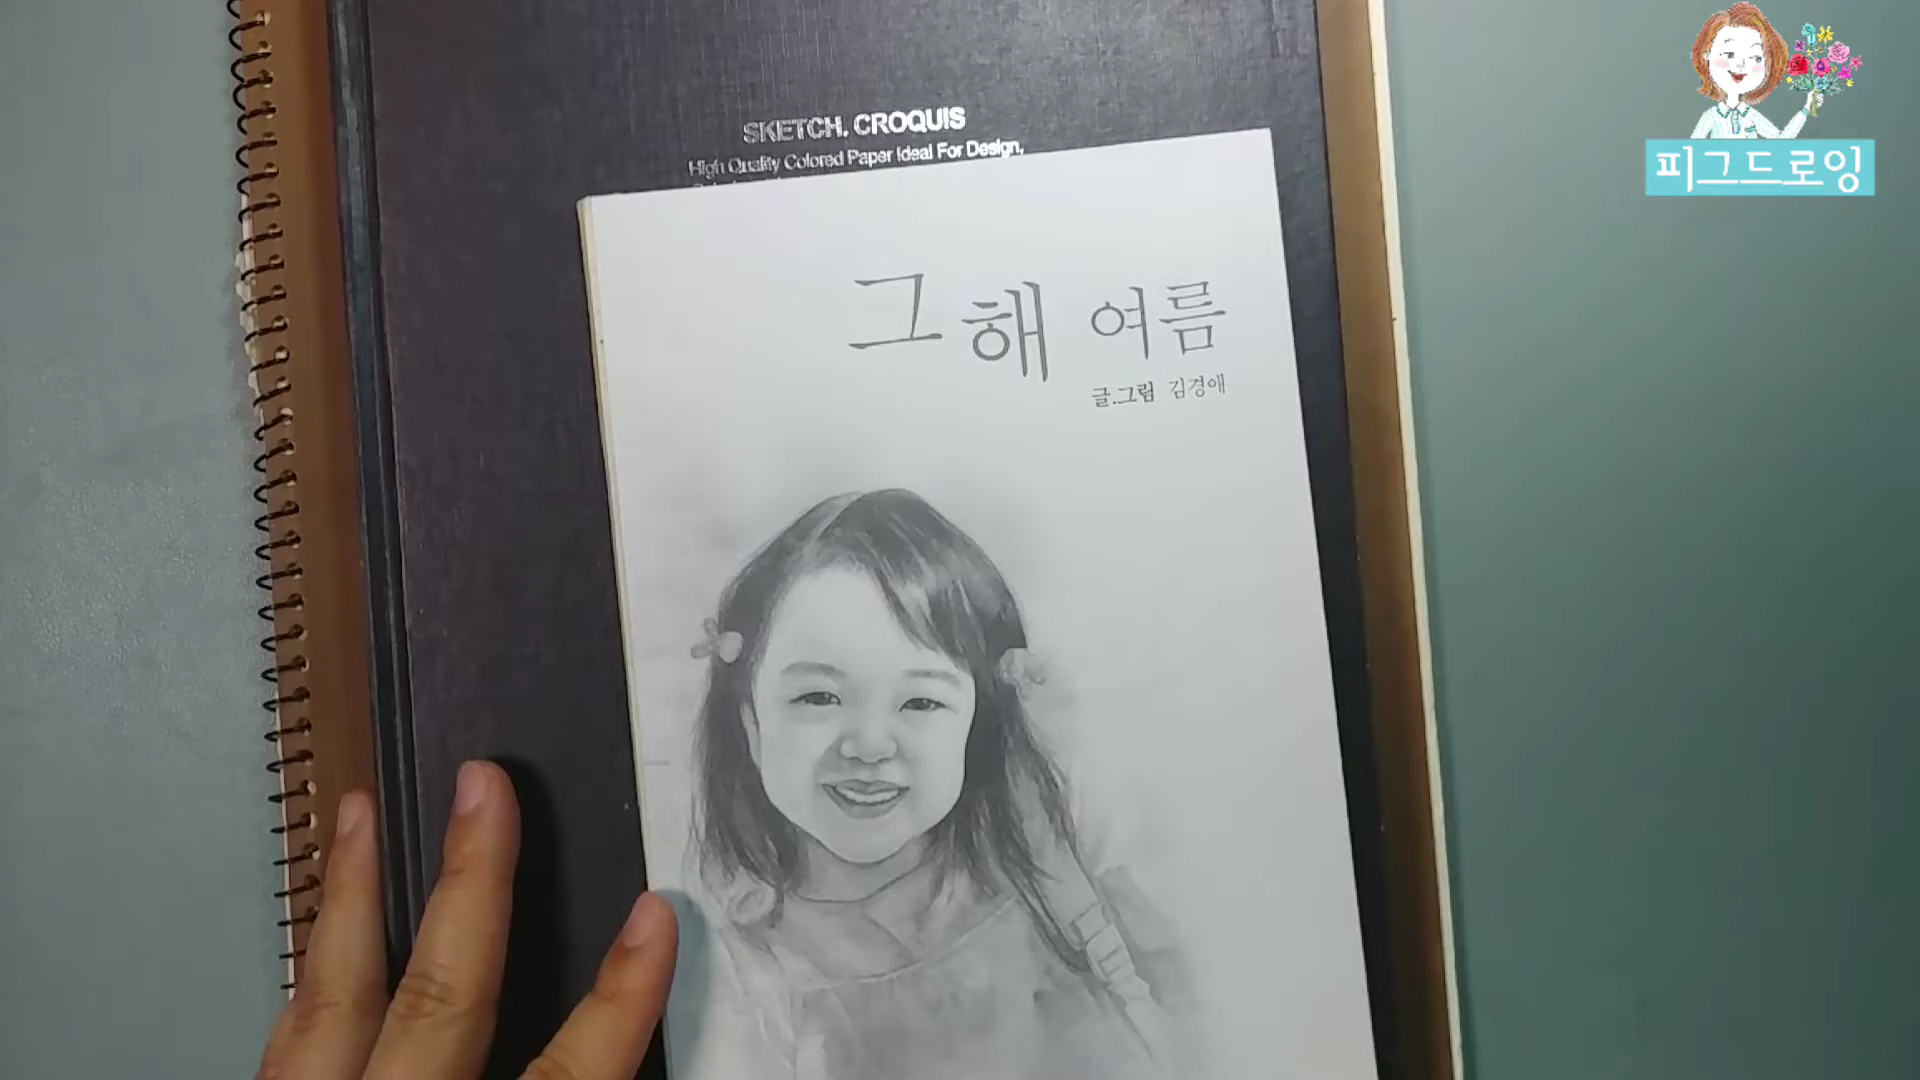 SKETCH. CROQUIS
High Quality Colored Paper Ideal For Design,
그 해 여름
글.그림 김경애
피그드로잉